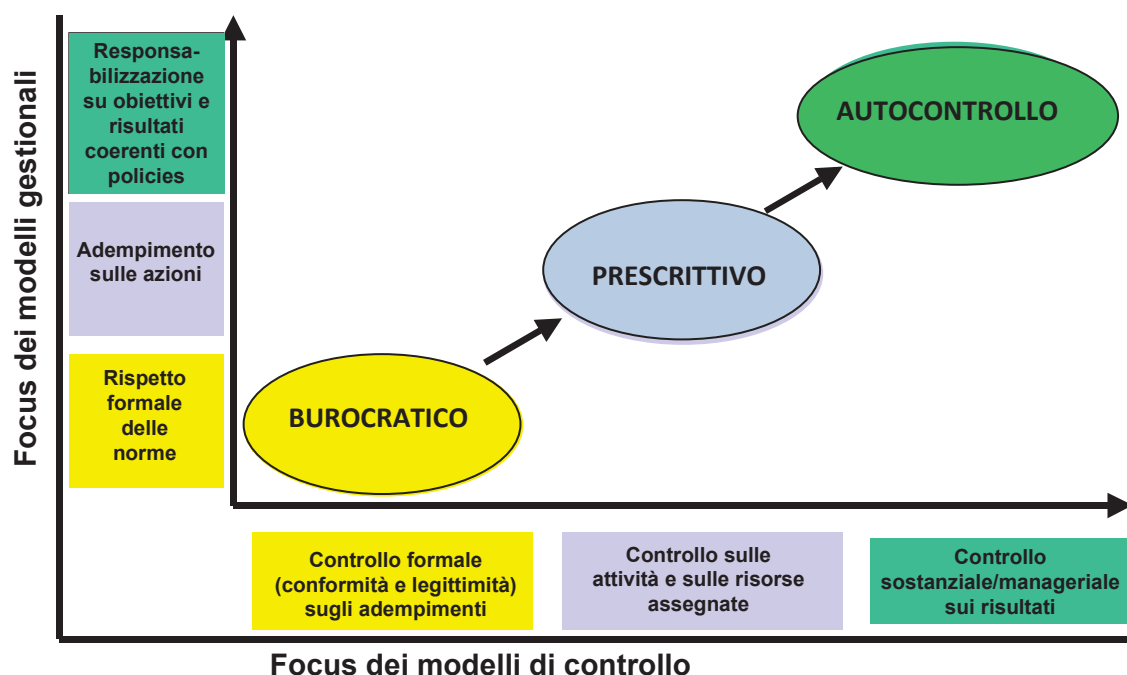 Focus dei modelli gestionali
Responsa-
bilizzazione
su obiettivi e
risultati
coerenti con
policies
Adempimento
sulle azioni
Rispetto
formale
delle
norme
AUTOCONTROLLO
PRESCRITTIVO
BUROCRATICO
Controllo formale
(conformità e legittimità)
sugli adempimenti
Controllo sulle
attività e sulle risorse
assegnate
Controllo
sostanziale/manageriale
sui risultati
Focus dei modelli di controllo